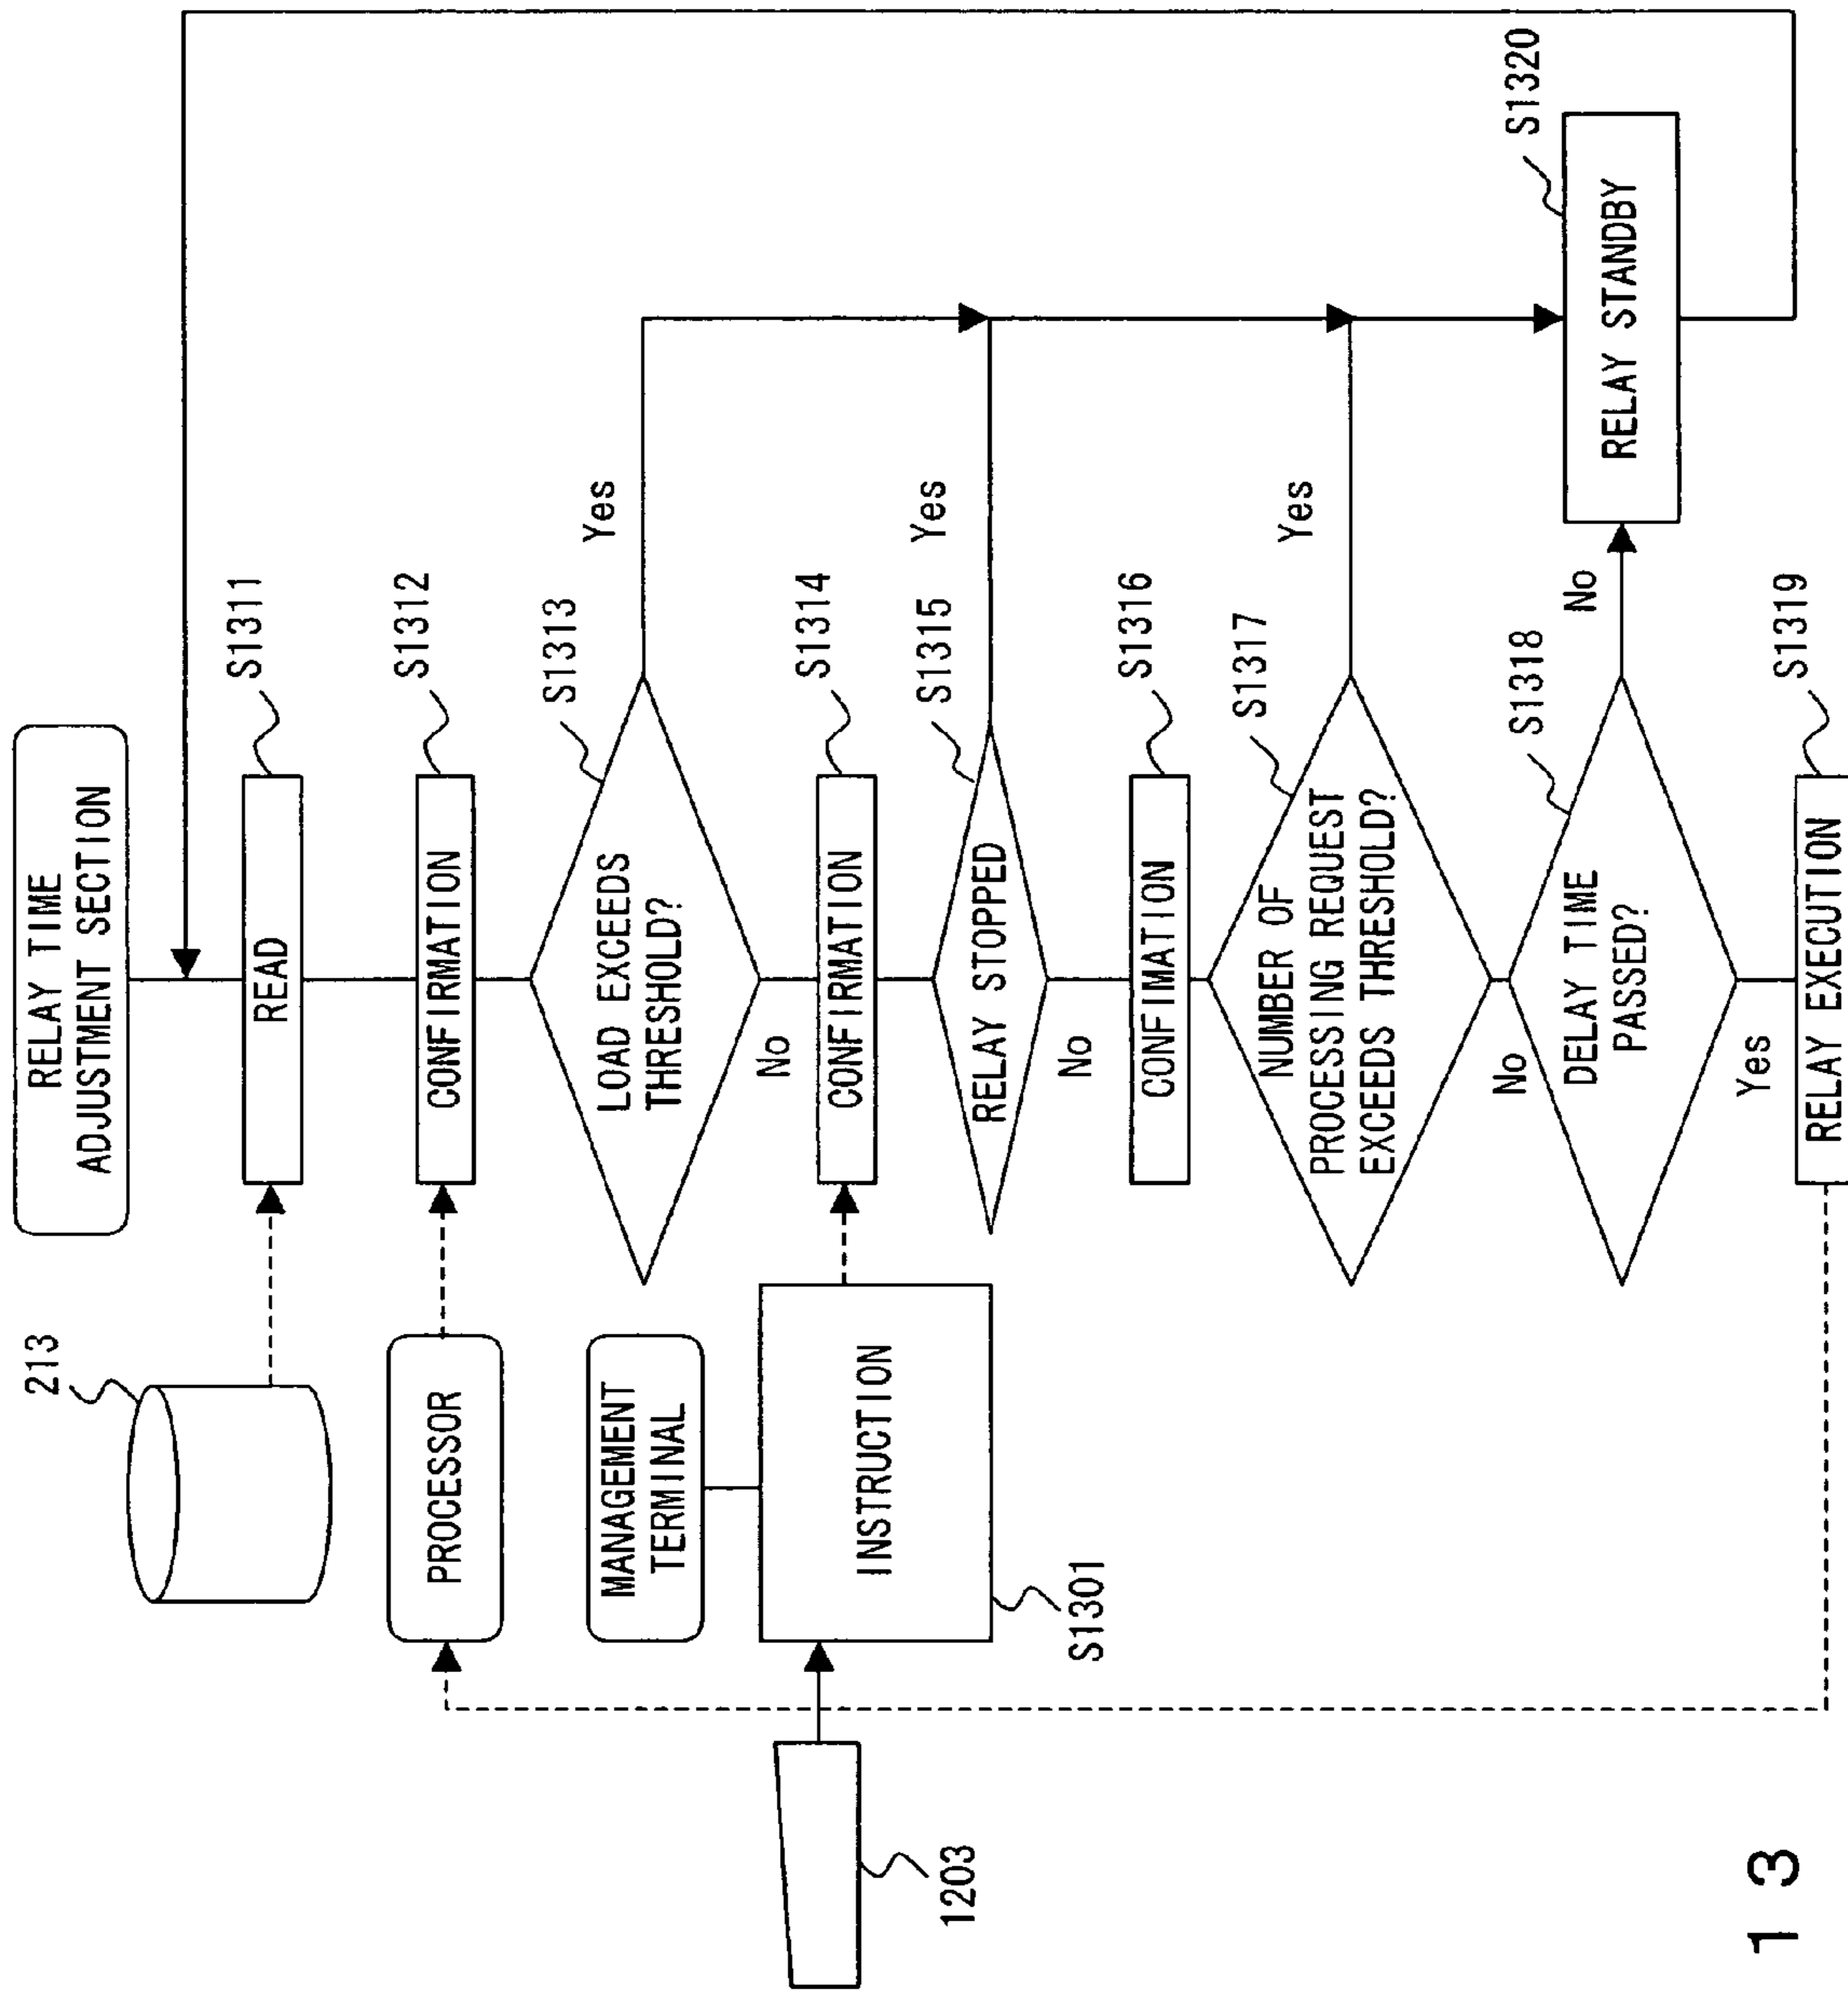 RELAY TIME
ADJUSTMENT SECTION
213
READ
S1311
PROCESSOR
CONFIRMATION
S1312
MANAGEMENT
TERMINAL
LOAD EXCEEDS
THRESHOLD?
S1313
Yes
No
1203
INSTRUCTION
S1301
CONFIRMATION
S1314
RELAY STOPPED
S1315
Yes
No
CONFIMATION
S1316
NUMBER OF
PROCESSING REQUEST
EXCEEDS THRESHOLD?
S1317
Yes
No
DELAY TIME
PASSED?
S1318
No
Yes
RELAY STANDBY
S1320
RELAY EXECUTION
S1319
13